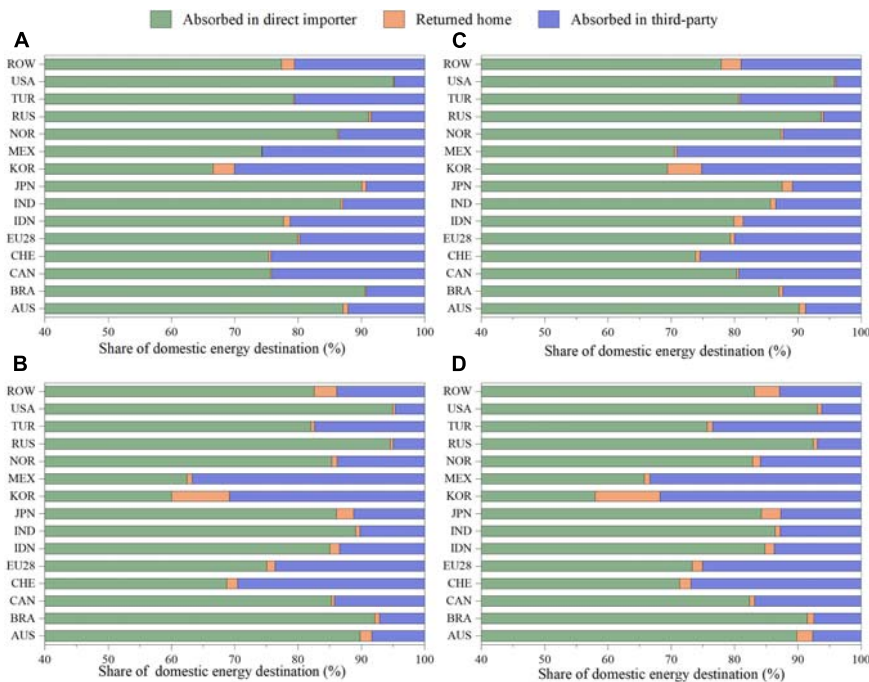 Absorbed in direct importer Returned home Absorbed in third-party
A
ROW
USA
TUR
RUS
NOR
MEX
KOR
JPN
IND
IDN
EU28
CHE
CAN
BRA
AUS
40 50 60 70 80 90 100
Share of domestic energy destination (%)
C
ROW
USA
TUR
RUS
NOR
MEX
KOR
JPN
IND
IDN
EU28
CHE
CAN
BRA
AUS
40 50 60 70 80 90 100
Share of domestic energy destination (%)
B
ROW
USA
TUR
RUS
NOR
MEX
KOR
JPN
IND
IDN
EU28
CHE
CAN
BRA
AUS
40 50 60 70 80 90 100
Share of domestic energy destination (%)
D
ROW
USA
TUR
RUS
NOR
MEX
KOR
JPN
IND
IDN
EU28
CHE
CAN
BRA
AUS
40 50 60 70 80 90 100
Share of domestic energy destination (%)